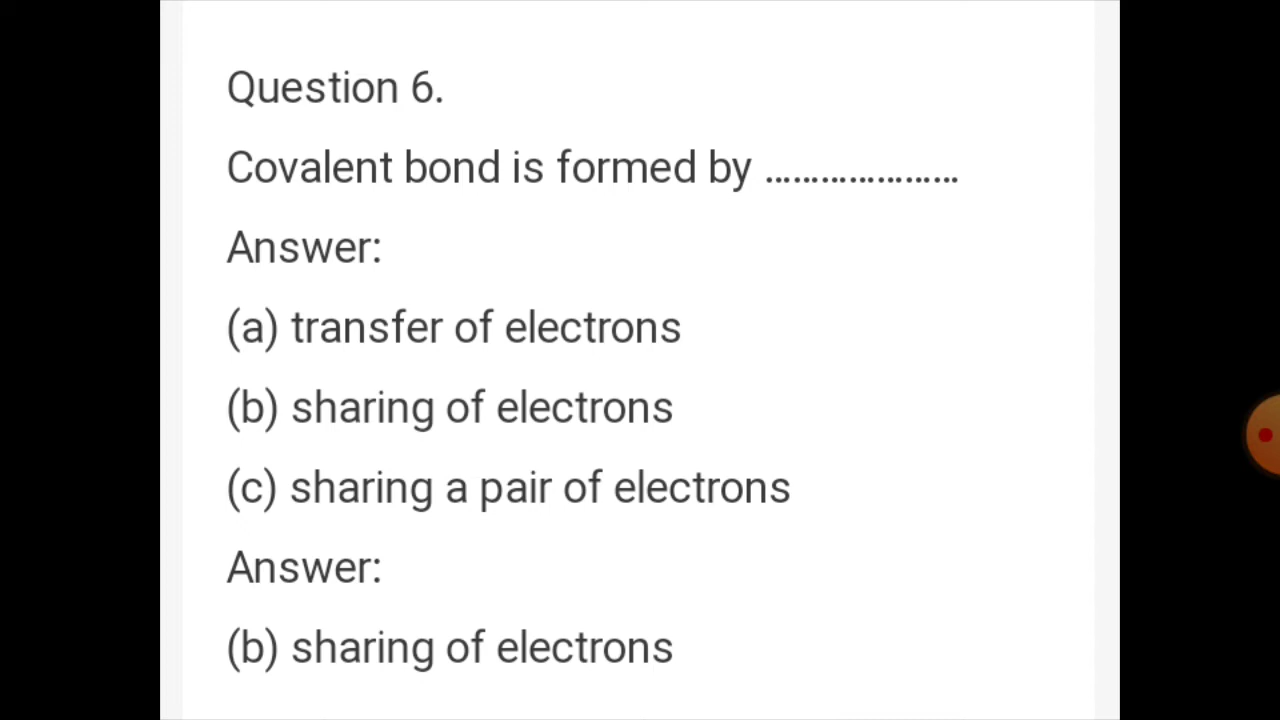 Question 6.
Covalent bond is formed by .....................
Answer:
(a) transfer of electrons
(b) sharing of electrons
(c) sharing a pair of electrons
Answer:
(b) sharing of electrons